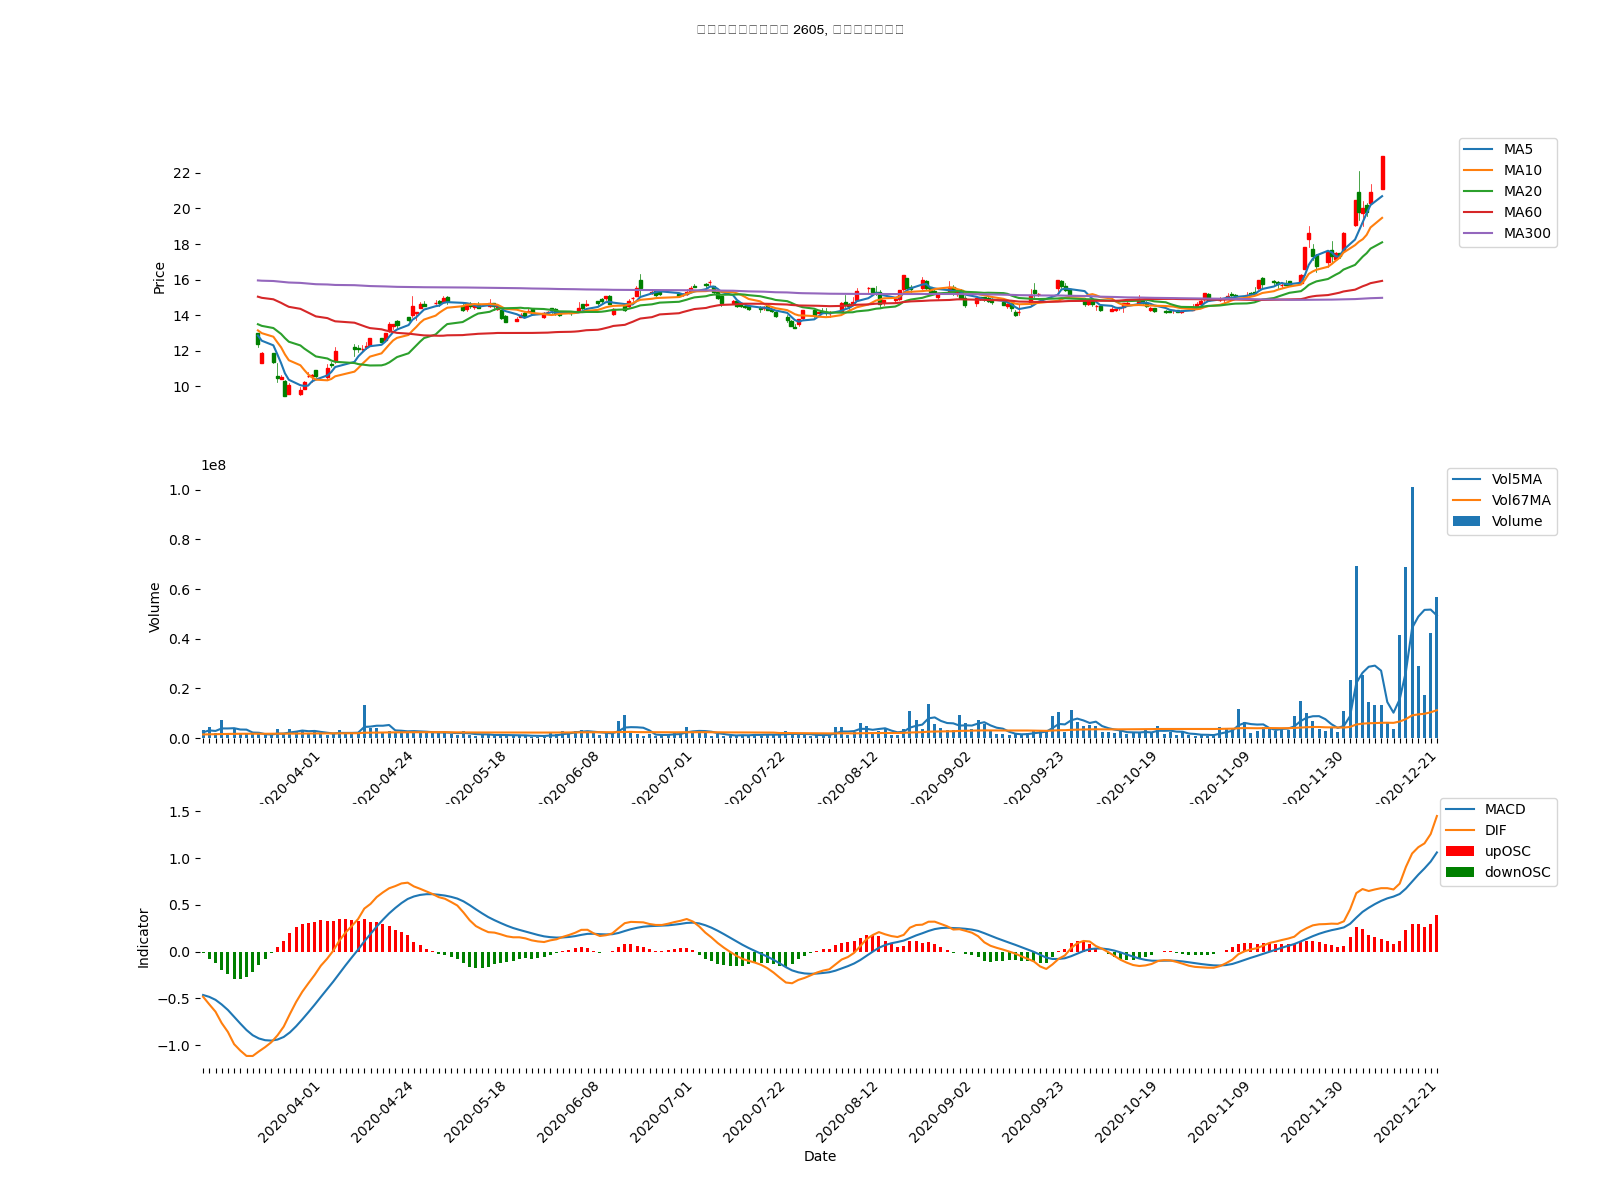 2605,
MA5
MA10
MA20
MA60
MA300
22
20
18
16
14
12
10
Price
1e8
Vol5MA
Vol67MA
Volume
1.0
0.8
0.6
0.4
0.2
0.0
Volume
2020-04-01 2020-04-24 2020-05-18 2020-06-08 2020-07-01 2020-07-22 2020-08-12 2020-09-02 2020-09-23 2020-10-19 2020-11-09 2020-11-30 2020-12-21
MACD
DIF
upOSC
downOSC
1.5
1.0
0.5
0.0
−0.5
−1.0
Indicator
2020-04-01 2020-04-24 2020-05-18 2020-06-08 2020-07-01 2020-07-22 2020-08-12 2020-09-02 2020-09-23 2020-10-19 2020-11-09 2020-11-30 2020-12-21
Date